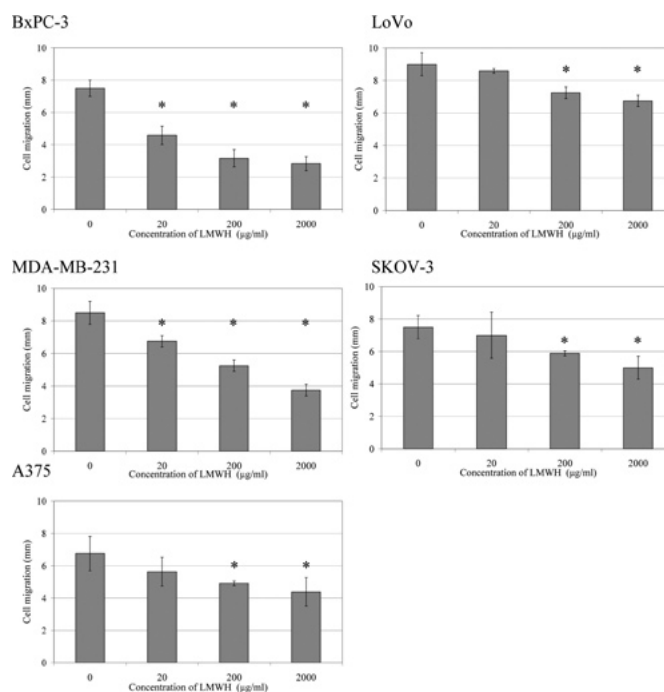 BxPC-3
10
8
6
4
2
0
Cell migration (mm)
* * *
0 20 200 2000
Concentration of LMWH (μg/ml)
LoVo
10
8
6
4
2
0
Cell migration (mm)
* *
0 20 200 2000
Concentration of LMWH (μg/ml)
MDA-MB-231
10
8
6
4
2
0
Cell migration (mm)
* * *
0 20 200 2000
Concentration of LMWH (μg/ml)
SKOV-3
10
8
6
4
2
0
Cell migration (mm)
* *
0 20 200 2000
Concentration of LMWH (μg/ml)
A375
10
8
6
4
2
0
Cell migration (mm)
* *
0 20 200 2000
Concentration of LMWH (μg/ml)